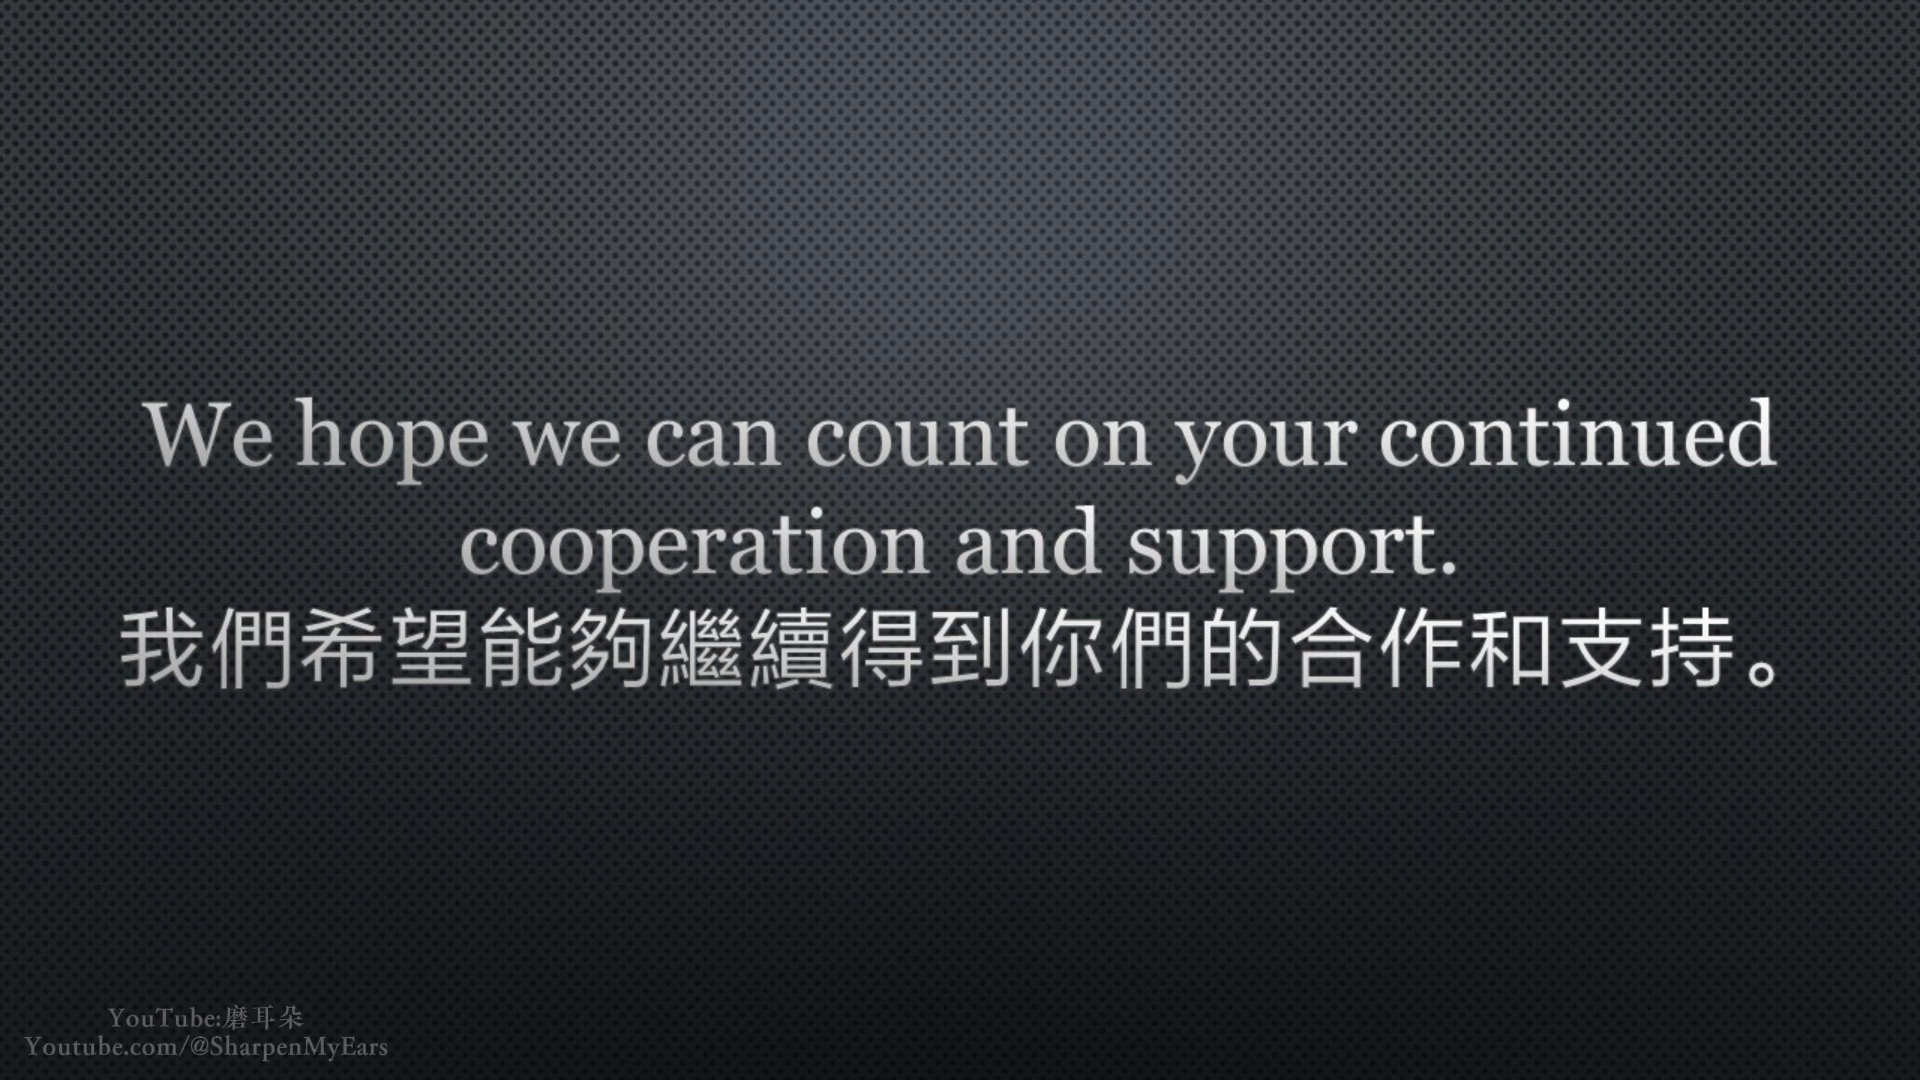 We hope we can count on your continued
cooperation and support.
我們希望能夠繼續得到你們的合作和支持。
YouTube:磨耳朵
Youtube.com/@SharpenMyEars